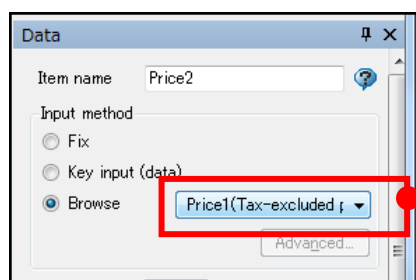 Data
Item name Price2
Input method
Fix
Key input (data)
Browse Price1(Tax-excluded p
Advanced...